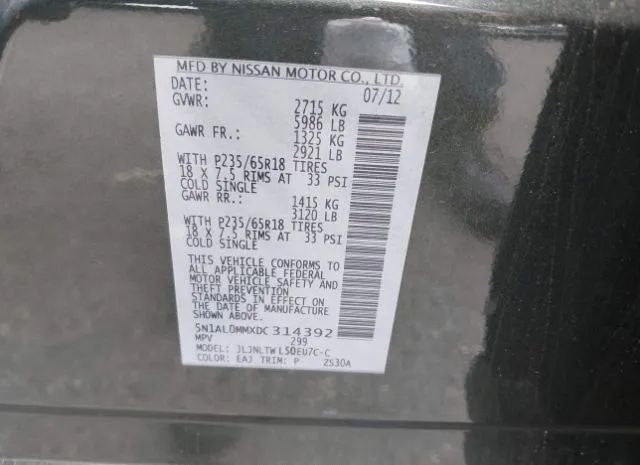 MFD BY NISSAN MOTOR CO., LTD.
DATE: 07/12
GVWR: 2715 KG
5986 LB
GAWR FR.: 1325 KG
2921 LB
WITH P235/65R18 TIRES
18 X 7.5 RIMS AT 33 PSI
COLD SINGLE
GAWR RR.: 1415 KG
3120 LB
WITH P235/65R18 TIRES
18 X 7.5 RIMS AT 33 PSI
COLD SINGLE
THIS VEHICLE CONFORMS TO
ALL APPLICABLE FEDERAL
MOTOR VEHICLE SAFETY AND
THEFT PREVENTION
STANDARDS IN EFFECT ON
THE DATE OF MANUFACTURE
SHOWN ABOVE.
5N1AL0MMXDC314392
MPV 299
MODEL: JLJNLTWL50EU7C-C
COLOR: EAJ TRIM: P ZS30A